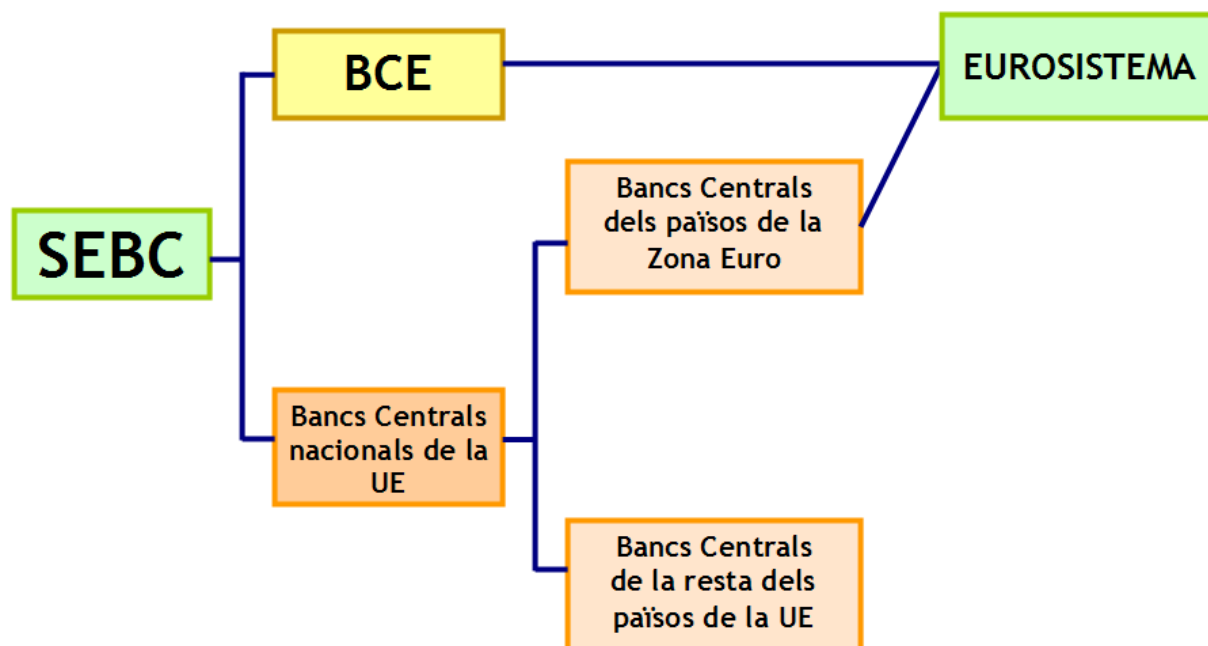 BCE
EUROSISTEMA
Bancs Centrals
dels països de la
Zona Euro
SEBC
Bancs Centrals
nacionals de la
UE
Bancs Centrals
de la resta dels
països de la UE